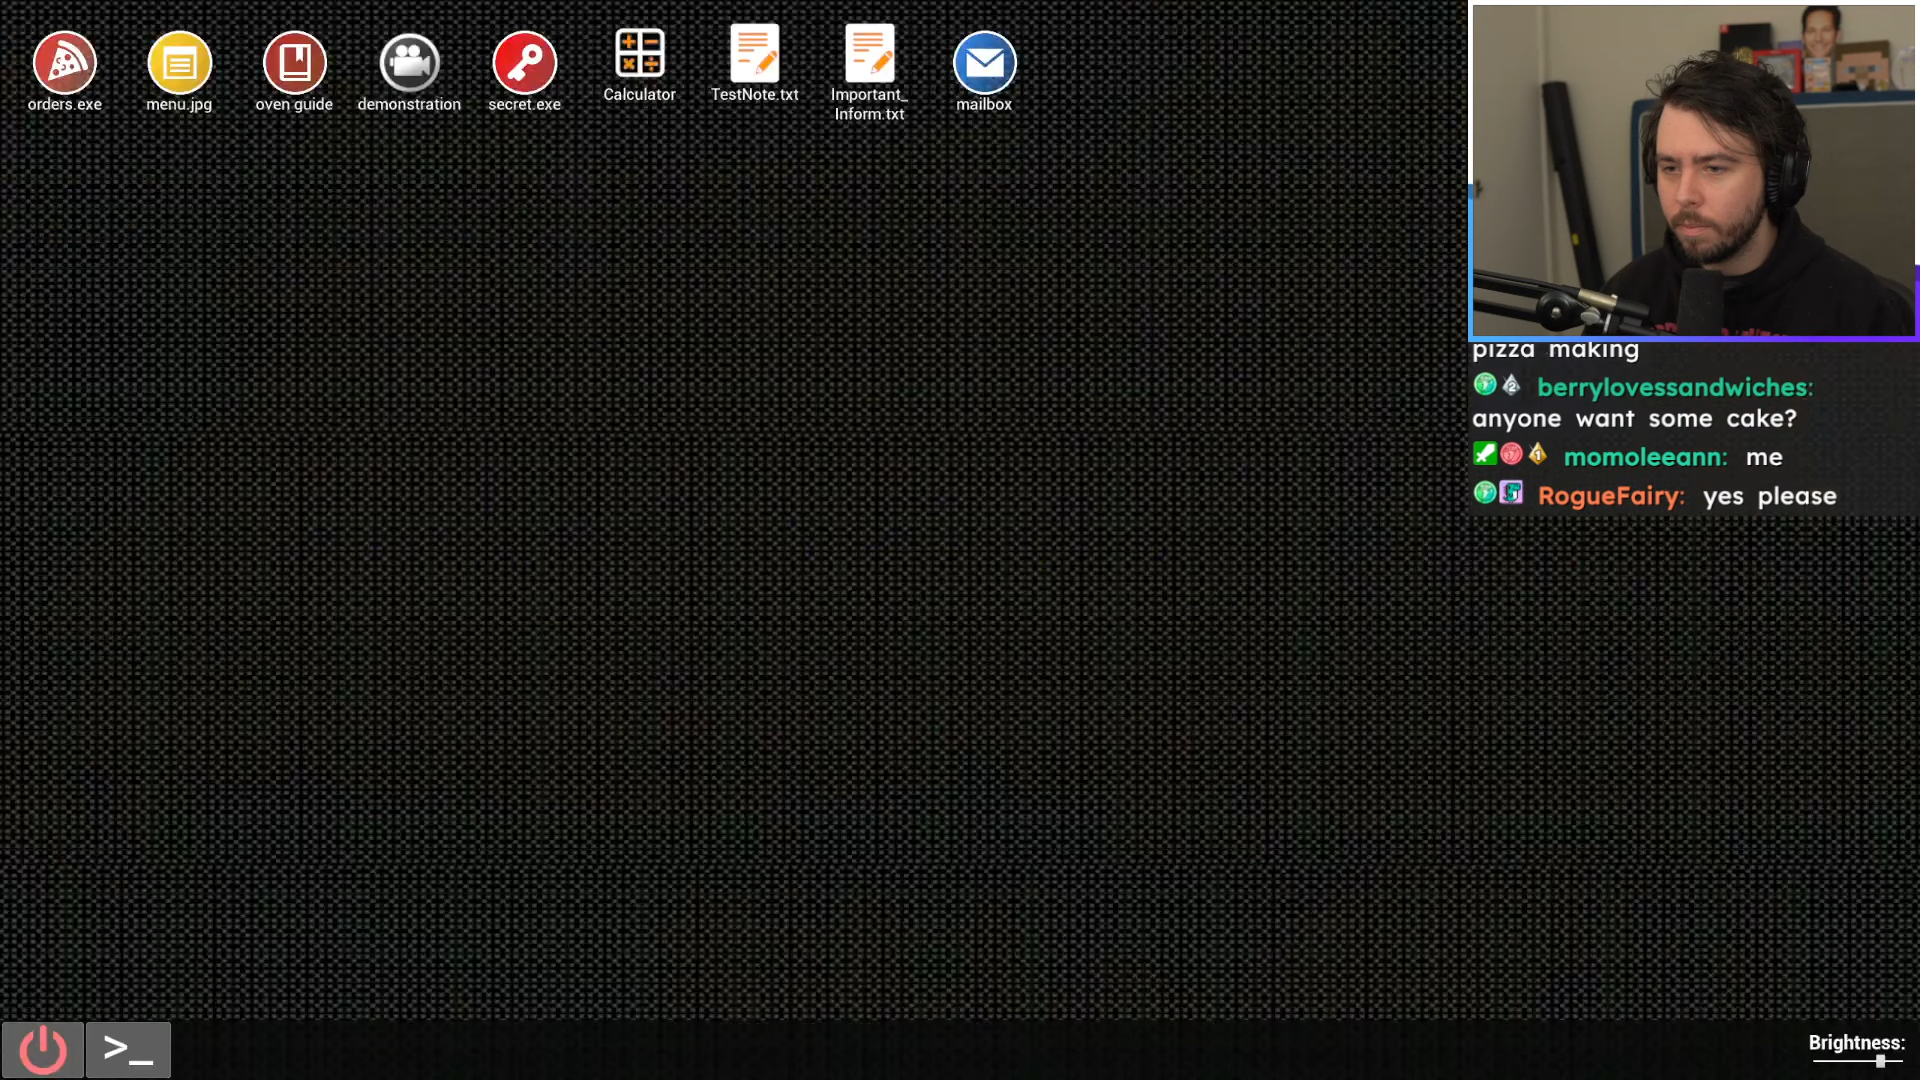 orders.exe
menu.jpg
oven guide
demonstration
secret.exe
Calculator
TestNote.txt
Important_
Inform.txt
mailbox
pizza making
berrylovessandwiches:
anyone want some cake?
momoleeann: me
RogueFairy: yes please
>_
Brightness: